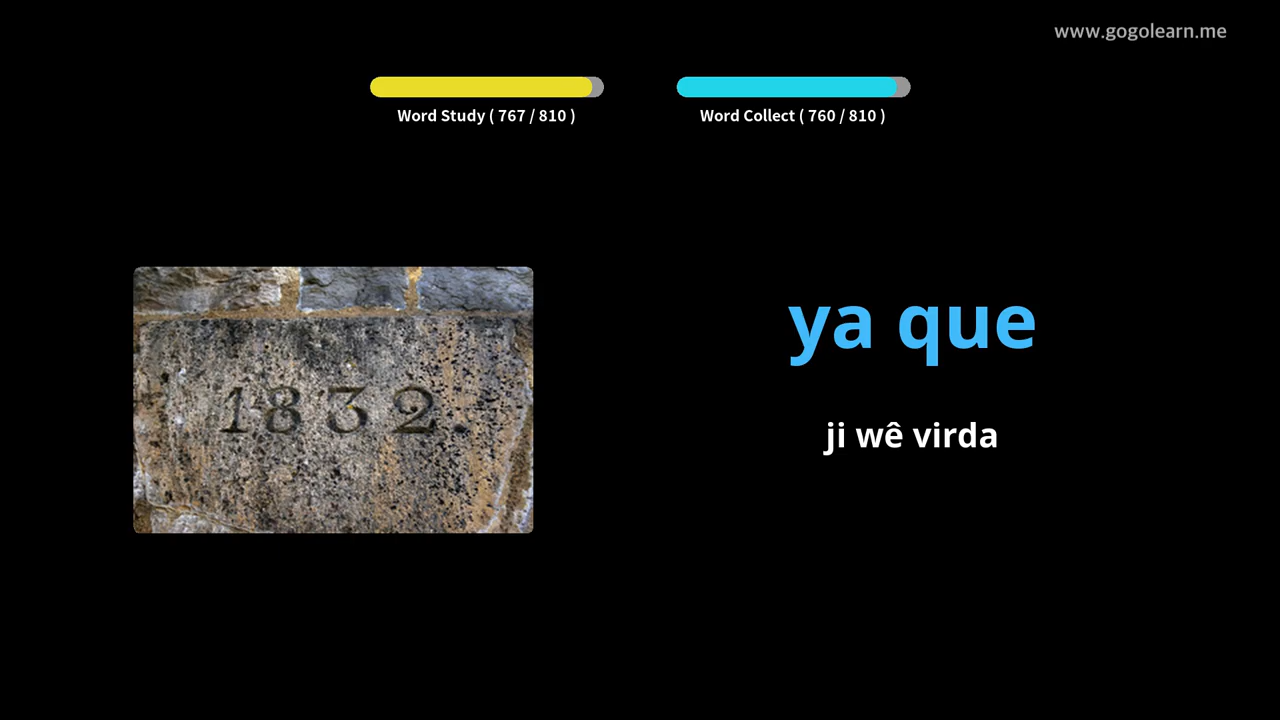 www.gogolearn.me
Word Study ( 767 / 810 )
Word Collect ( 760 / 810 )
1832.
ya que
ji wê virda